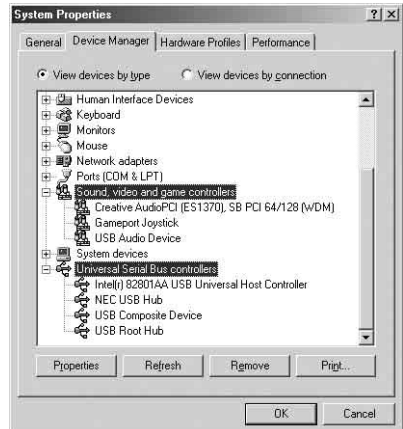 System Properties
General Device Manager Hardware Profiles Performance
View devices by type View devices by connection
Human Interface Devices
Keyboard
Monitors
Mouse
Network adapters
Ports (COM & LPT)
Sound, video and game controllers
Creative AudioPCI (ES1370), SB PCI 64/128 (WDM)
Gameport Joystick
USB Audio Device
System devices
Universal Serial Bus controllers
Intel(r) 82801AA USB Universal Host Controller
NEC USB Hub
USB Composite Device
USB Root Hub
Properties Refresh Remove Print...
OK Cancel